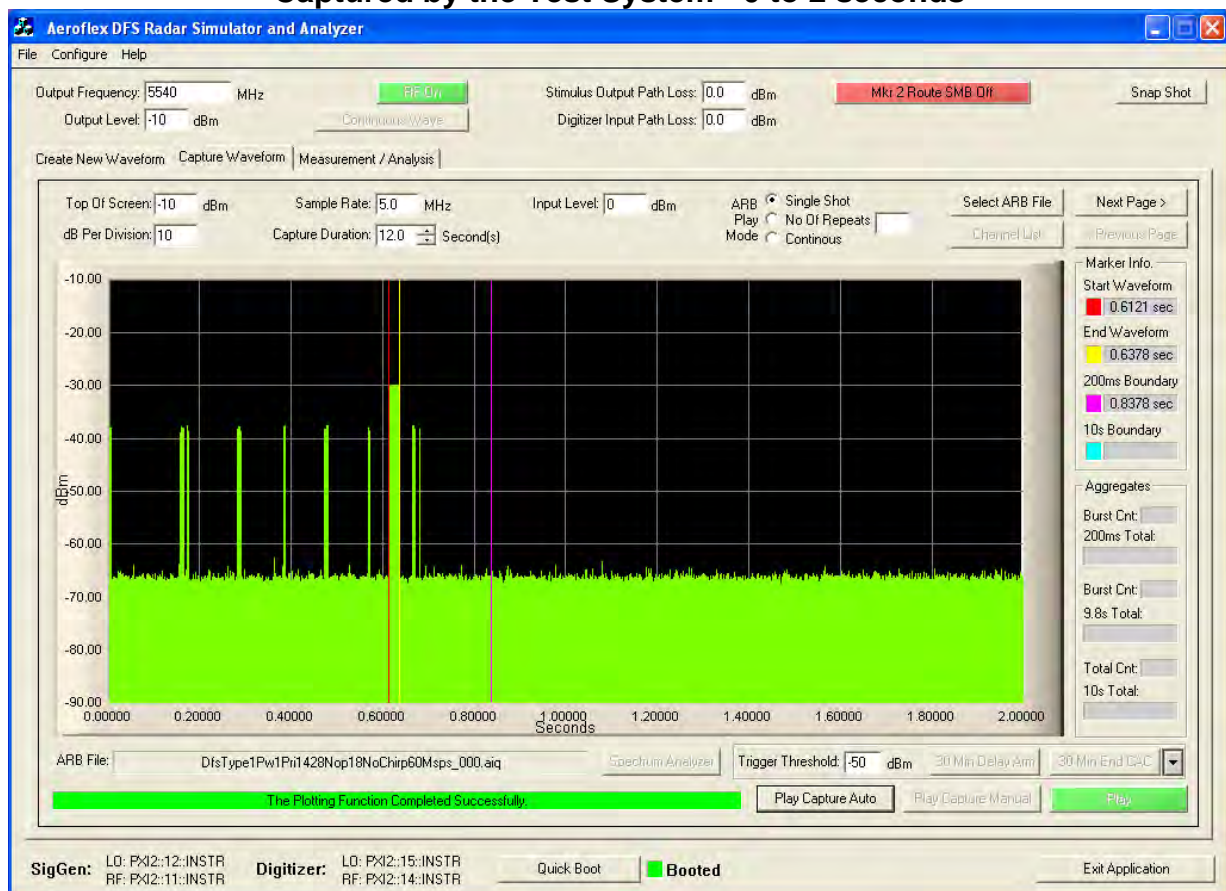 Captured by the Test System - 0 to 2 Seconds
Aeroflex DFS Radar Simulator and Analyzer
File Configure Help
Output Frequency: 5540 MHz
RF On
Stimulus Output Path Loss: 0.0 dBm
Mkr 2 Route SMB Off
Snap Shot
Output Level: -10 dBm
Continuous Wave
Digitizer Input Path Loss: 0.0 dBm
Create New Waveform Capture Waveform Measurement / Analysis
Top Of Screen: -10 dBm
Sample Rate: 5.0 MHz
Input Level: 0 dBm
ARB Play Mode
Single Shot
No Of Repeats
Continous
Select ARB File
Next Page >
dB Per Division: 10
Capture Duration: 12.0 Second(s)
Channel List
Previous Page
-10.00
-20.00
-30.00
-40.00
-50.00
-60.00
-70.00
-80.00
-90.00
dBm
0.00000 0.20000 0.40000 0.60000 0.80000 1.00000 1.20000 1.40000 1.60000 1.80000 2.00000
Seconds
Marker Info.
Start Waveform
0.6121 sec
End Waveform
0.6378 sec
200ms Boundary
0.8378 sec
10s Boundary
Aggregates
Burst Cnt:
200ms Total:
Burst Cnt:
9.8s Total:
Total Cnt:
10s Total:
ARB File: DfsType1Pw1Pri1428Nop18NoChirp60Msps_000.aiq
Spectrum Analyzer
Trigger Threshold: -50 dBm
30 Min Delay Arm
30 Min End CAC
The Plotting Function Completed Successfully.
Play Capture Auto
Play Capture Manual
Play
SigGen: LO: PXI2::12::INSTR
RF: PXI2::11::INSTR
Digitizer: LO: PXI2::15::INSTR
RF: PXI2::14::INSTR
Quick Boot
Booted
Exit Application